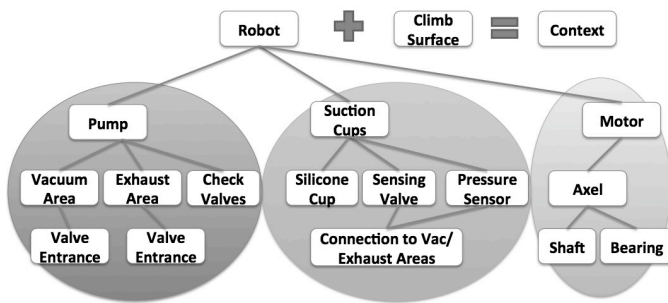 Robot
Climb
Surface
Context
Pump
Suction
Cups
Motor
Vacuum
Area
Exhaust
Area
Check
Valves
Silicone
Cup
Sensing
Valve
Pressure
Sensor
Axel
Valve
Entrance
Valve
Entrance
Connection to Vac/
Exhaust Areas
Shaft
Bearing